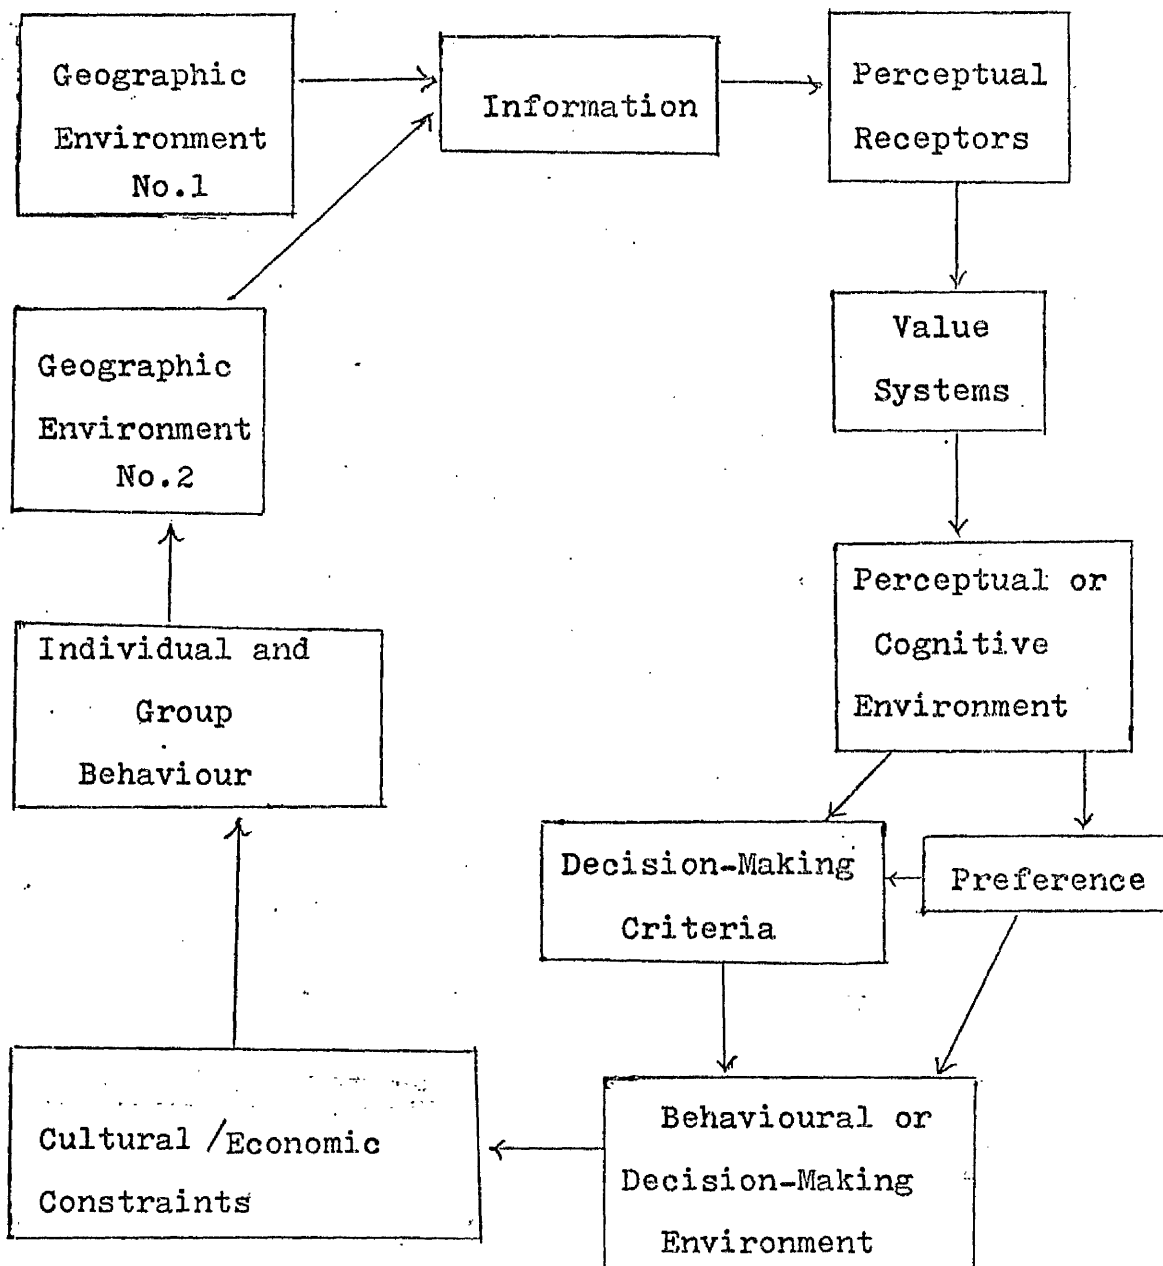 Geographic
Environment
No.1
Information
Perceptual
Receptors
Value
Systems
Geographic
Environment
No.2
Perceptual or
Cognitive
Environment
Individual and
Group
Behaviour
Decision-Making
Criteria
Preference
Cultural/Economic
Constraints
Behavioural or
Decision-Making
Environment